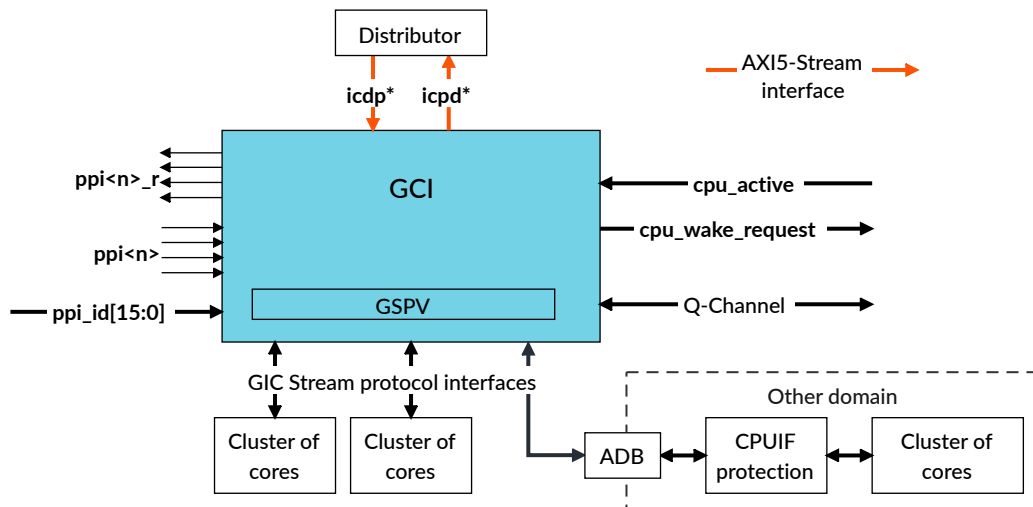 Distributor
AXI5-Stream
interface
icdp*
icpd*
ppi<n>_r
GCI
cpu_active
cpu_wake_request
ppi<n>
GSPV
Q-Channel
ppi_id[15:0]
GIC Stream protocol interfaces
Other domain
Cluster of
cores
Cluster of
cores
ADB
CPUIF
protection
Cluster of
cores